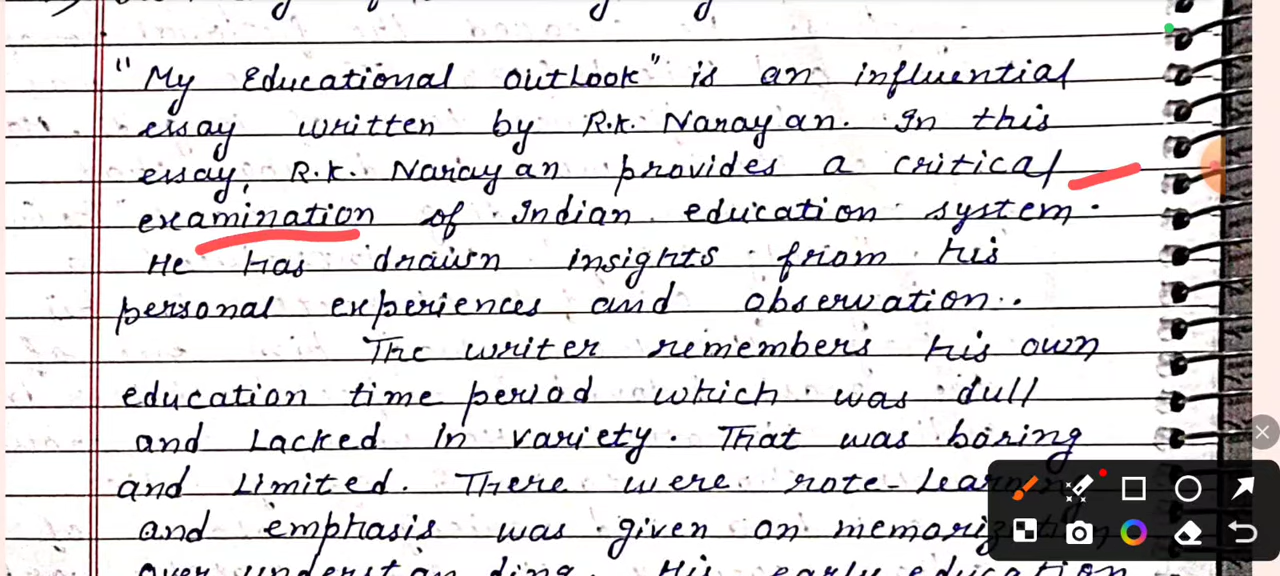 "My Educational outlook" is an influential
essay written by R.K. Narayan. In this
essay, R.K. Narayan provides a critical
examination of Indian education system.
He has drawn insights from his
personal experiences and observation..
The writer remembers his own
education time period which was dull
and Lacked in variety. That was boring
and Limited. There were rote-
and emphasis was given on
over understanding. His early education